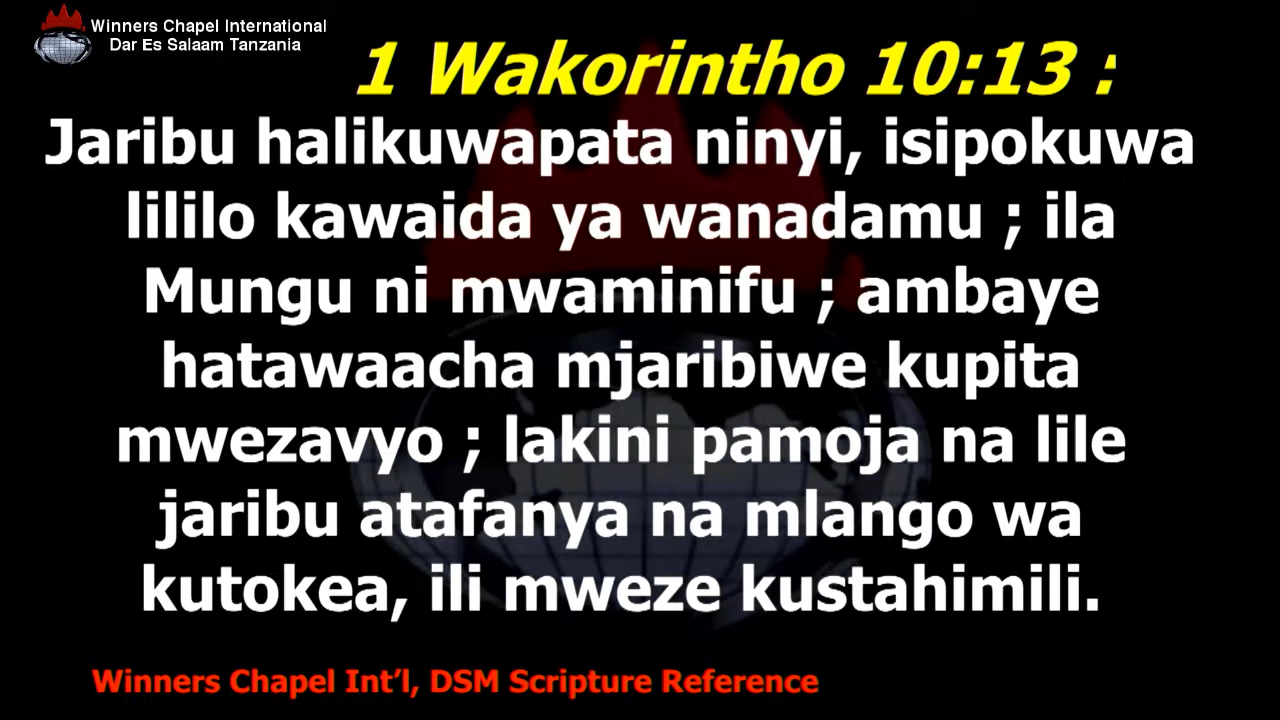 Winners Chapel International
Dar Es Salaam Tanzania
1 Wakorintho 10:13 :
Jaribu halikuwapata ninyi, isipokuwa
lililo kawaida ya wanadamu ; ila
Mungu ni mwaminifu ; ambaye
hatawaacha mjaribiwe kupita
mwezavyo ; lakini pamoja na lile
jaribu atafanya na mlango wa
kutokea, ili mweze kustahimili.
Winners Chapel Int’l, DSM Scripture Reference